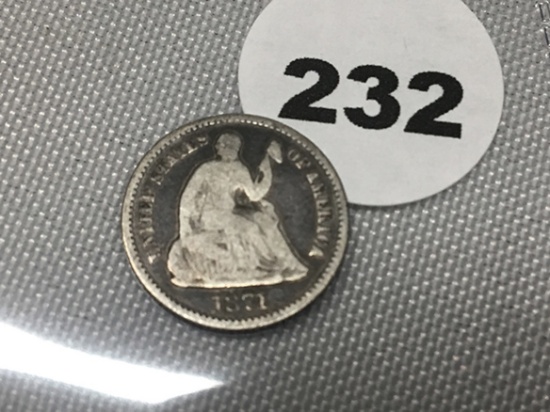 232
UNITED STATES OF AMERICA
1871